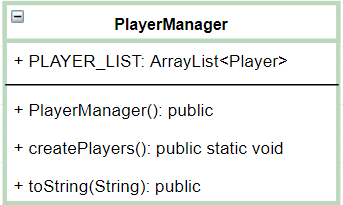 PlayerManager
+ PLAYER_LIST: ArrayList<Player>
+ PlayerManager(): public
+ createPlayers(): public static void
+ toString(String): public